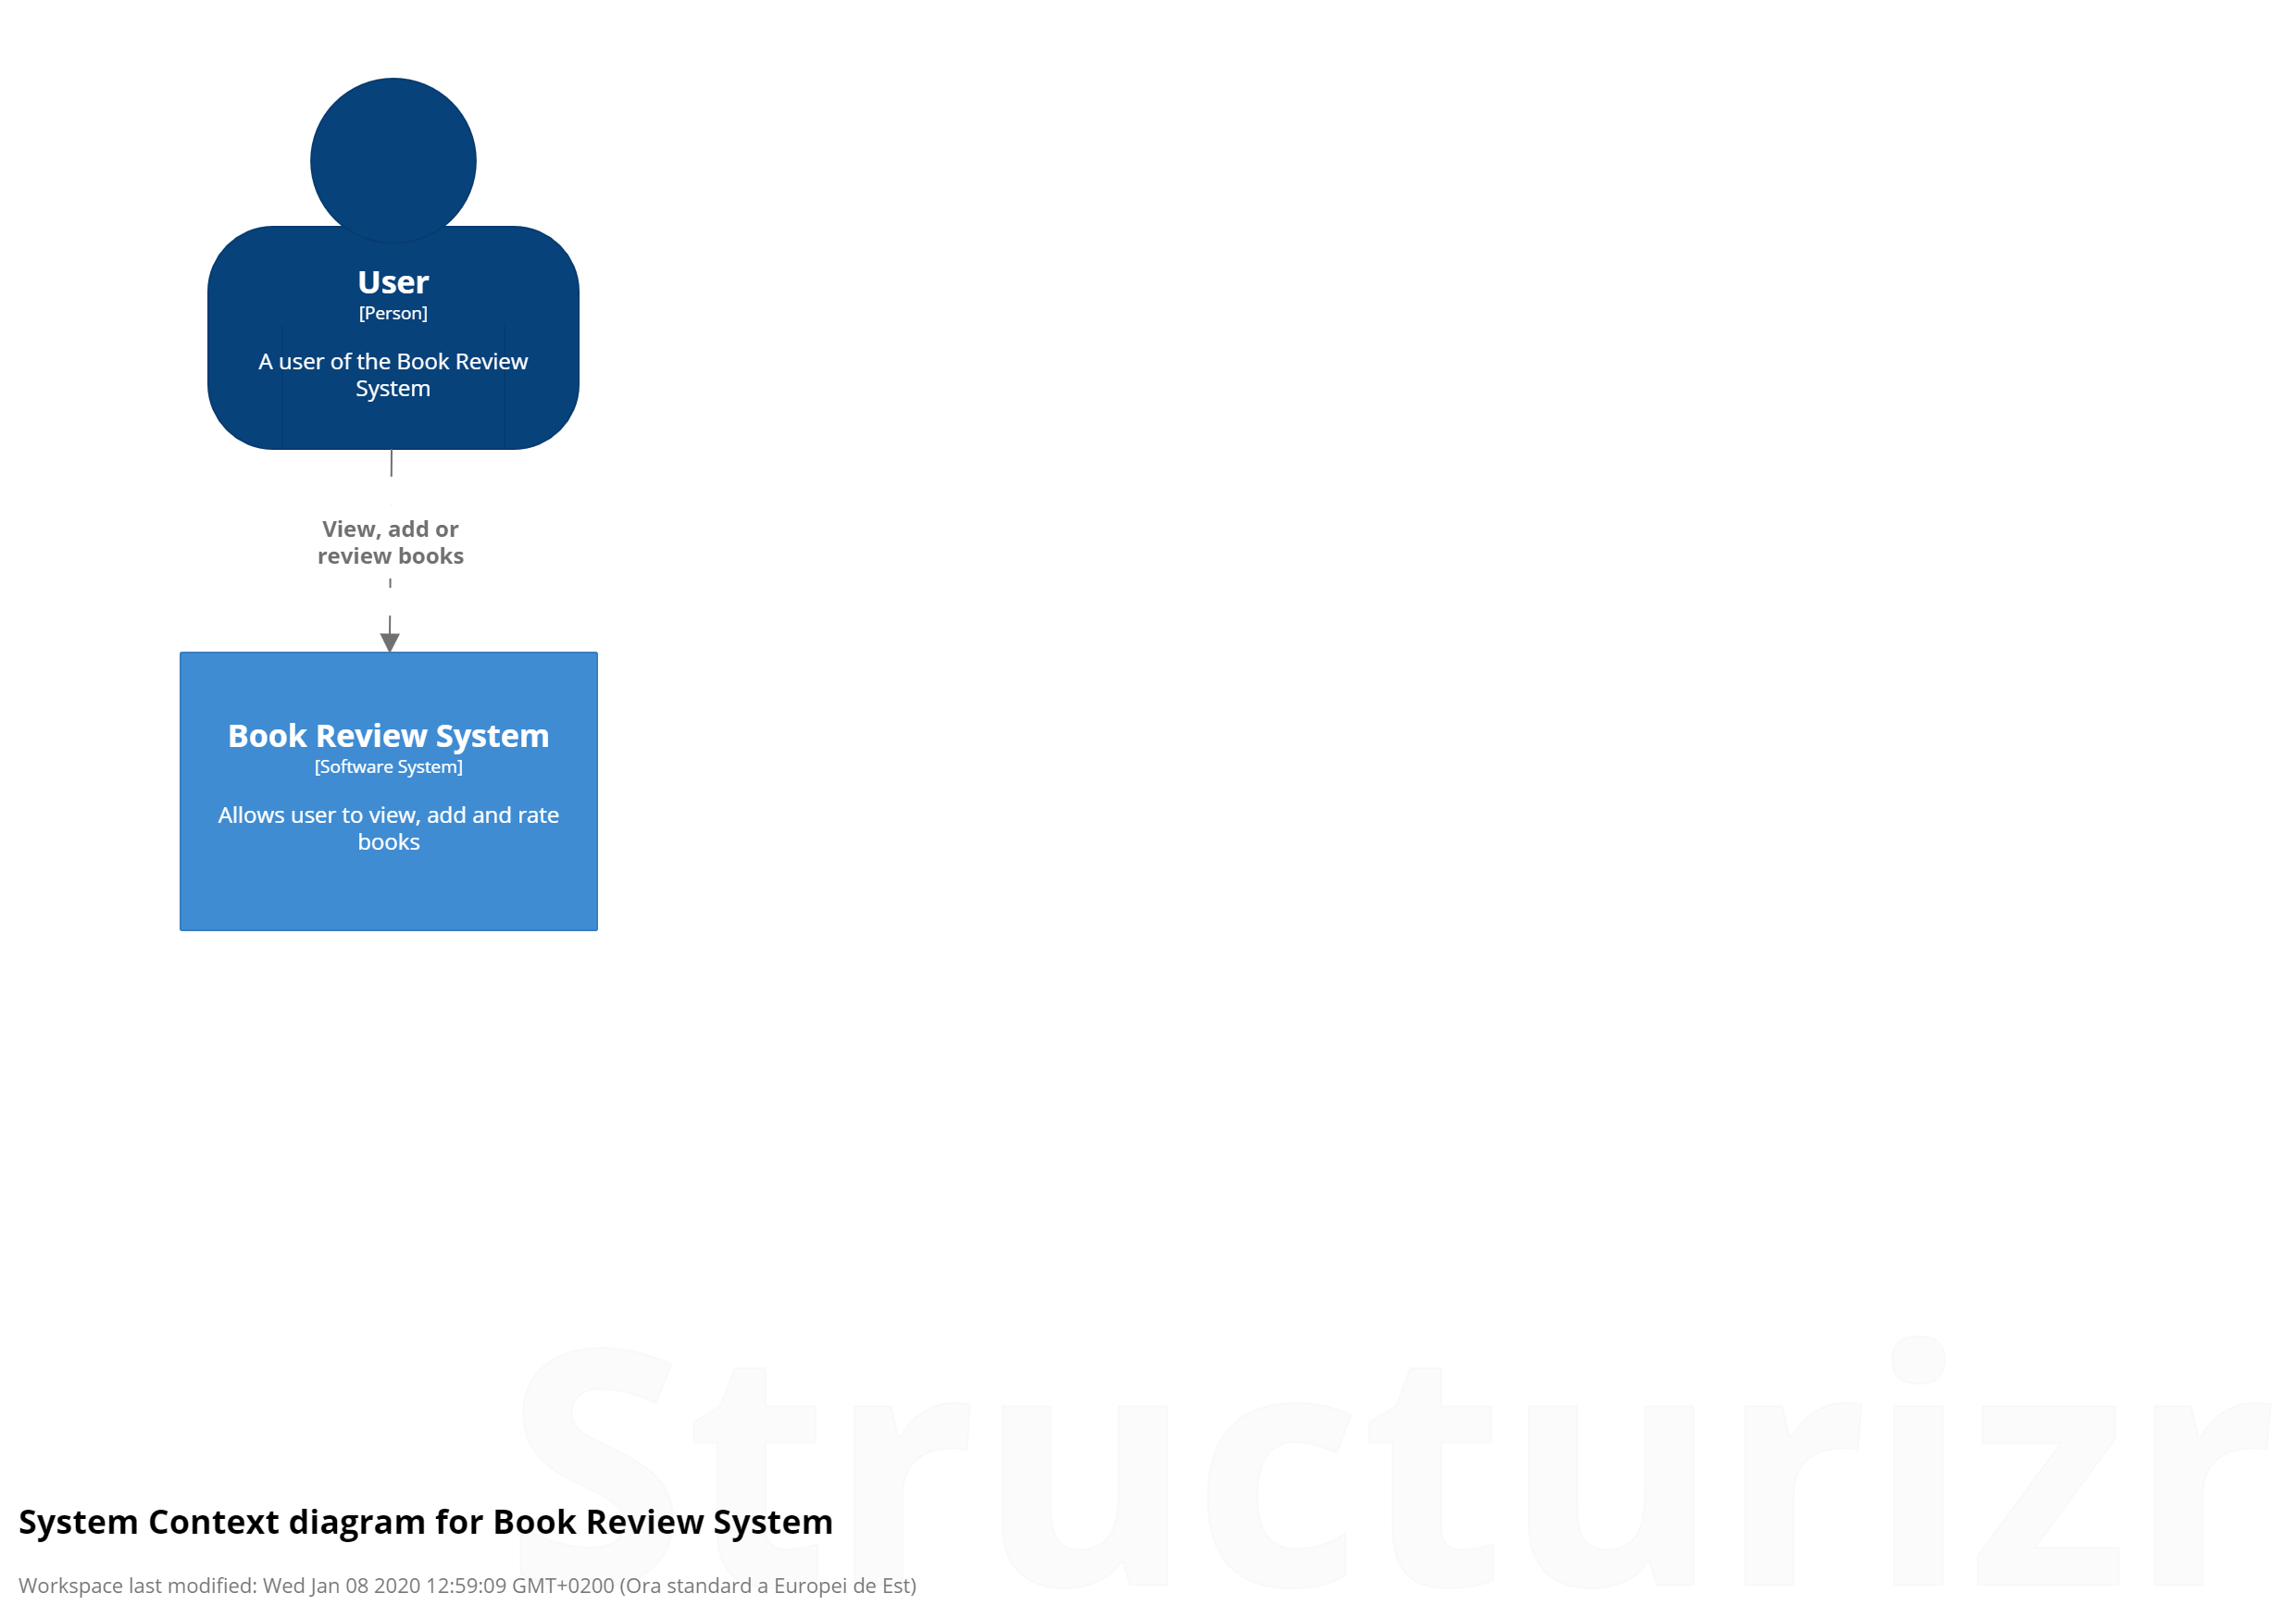 User
[Person]
A user of the Book Review
System
View, add or
review books
Book Review System
[Software System]
Allows user to view, add and rate
books
Structurizr
System Context diagram for Book Review System
Workspace last modified: Wed Jan 08 2020 12:59:09 GMT+0200 (Ora standard a Europei de Est)